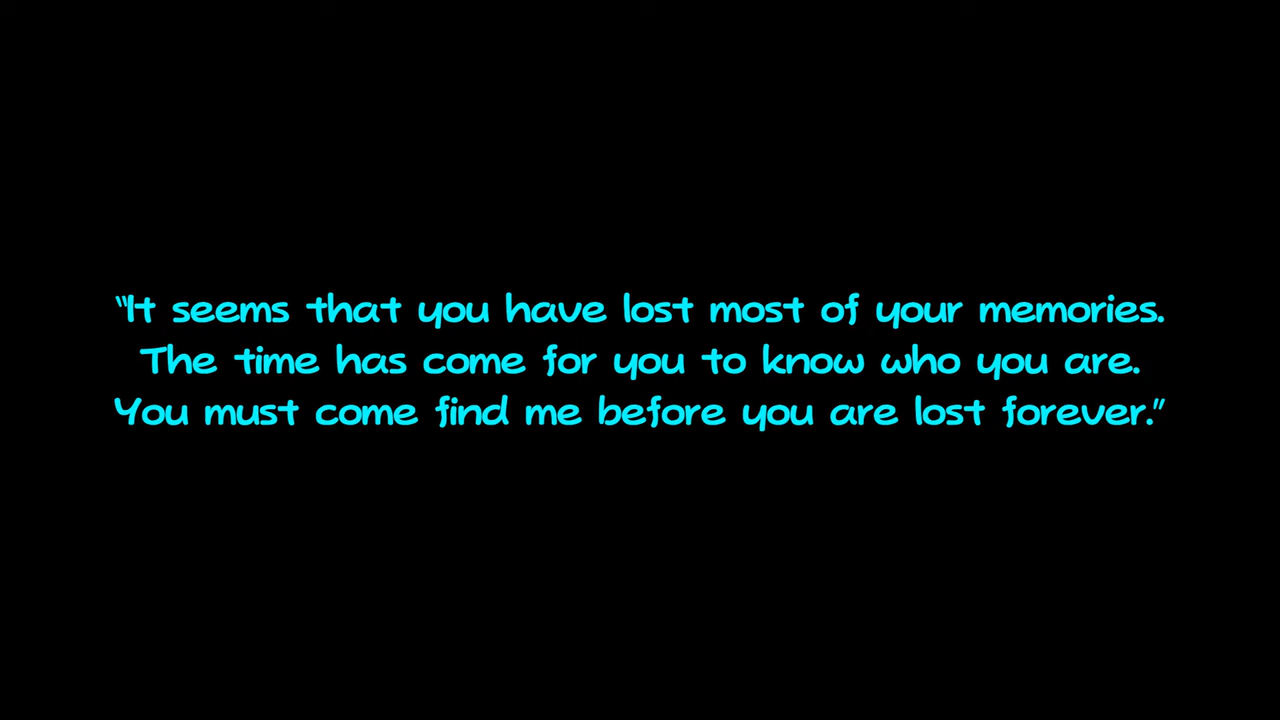 “It seems that you have lost most of your memories.
The time has come for you to know who you are.
You must come find me before you are lost forever.”